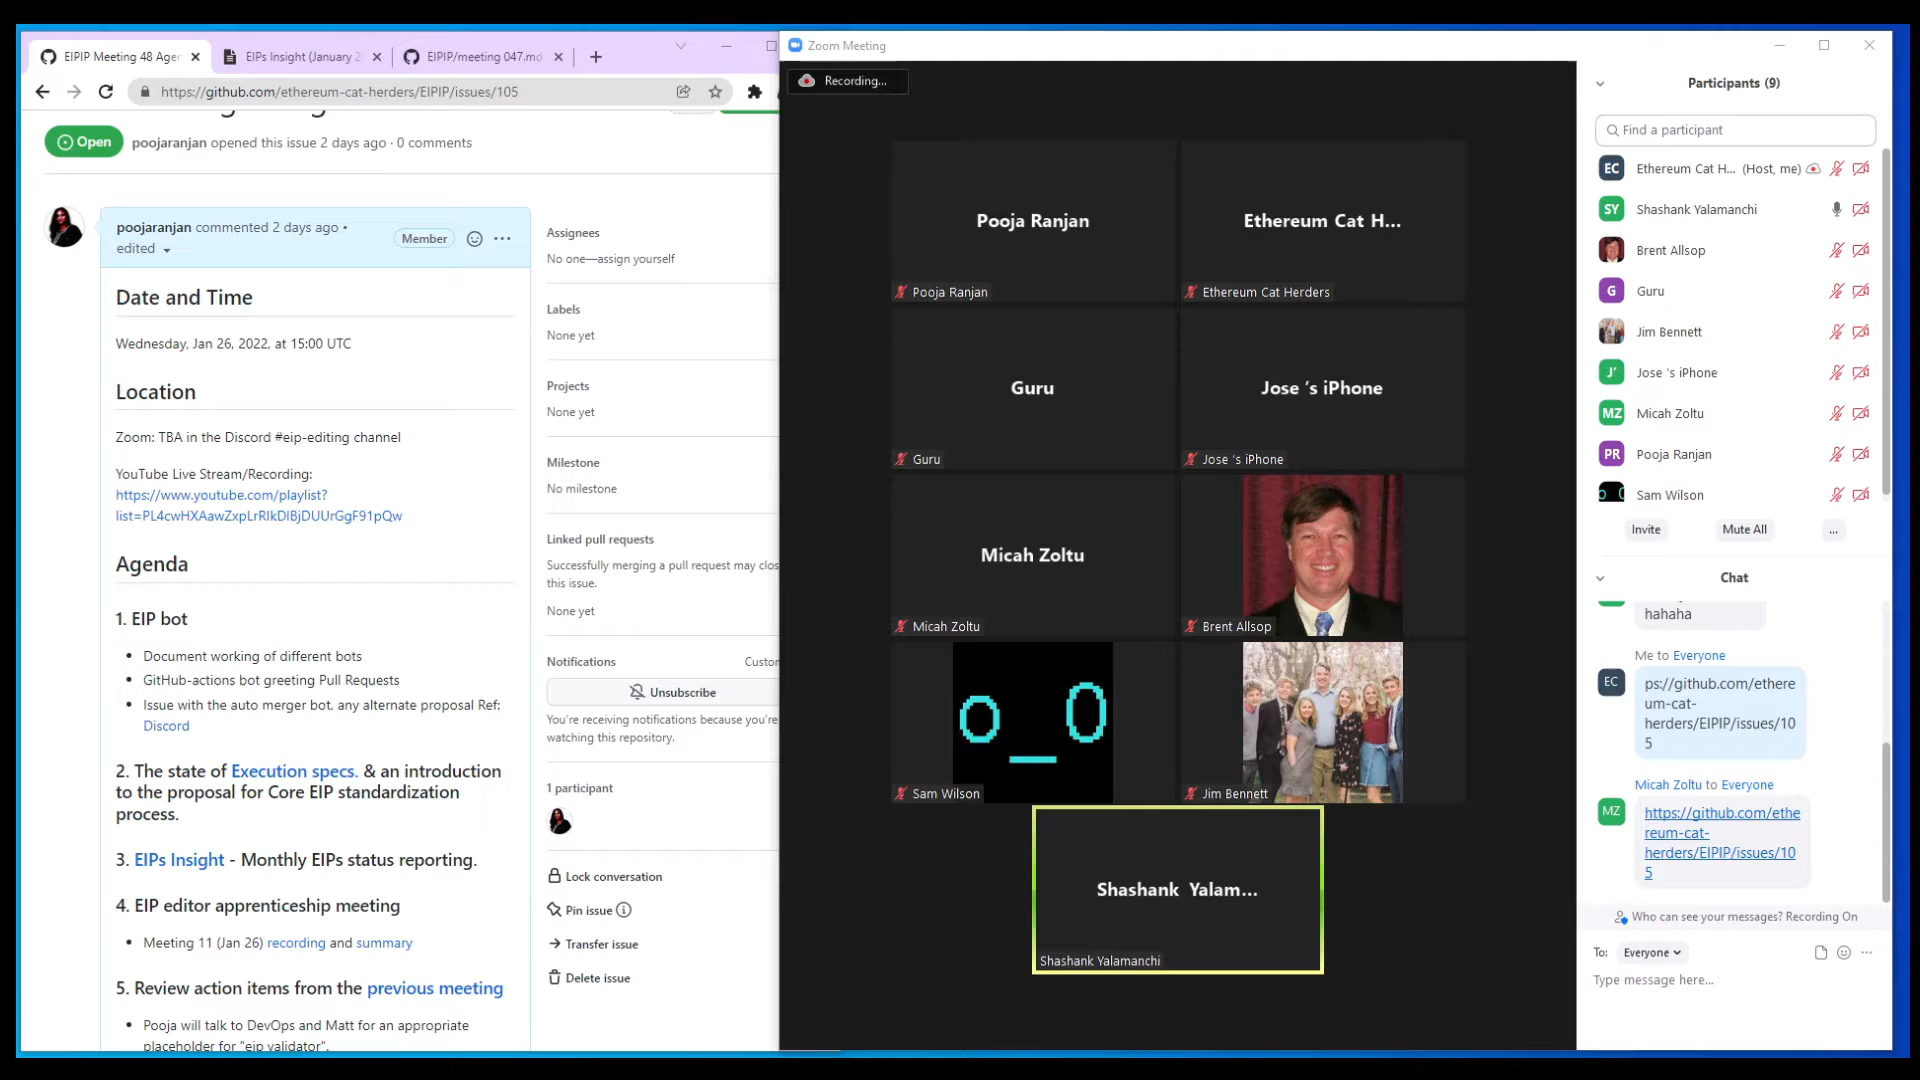 EIPIP Meeting 48 Agen
EIPs Insight (January 2
EIPIP/meeting 047.md
https://github.com/ethereum-cat-herders/EIPIP/issues/105
Open
poojaranjan opened this issue 2 days ago · 0 comments
poojaranjan commented 2 days ago •
edited
Member
Date and Time
Wednesday, Jan 26, 2022, at 15:00 UTC
Location
Zoom: TBA in the Discord #eip-editing channel
YouTube Live Stream/Recording:
https://www.youtube.com/playlist?
list=PL4cwHXAawZxpLrRIkDlBjDUUrGgF91pQw
Agenda
1. EIP bot
• Document working of different bots
• GitHub-actions bot greeting Pull Requests
• Issue with the auto merger bot, any alternate proposal Ref:
Discord
2. The state of Execution specs. & an introduction
to the proposal for Core EIP standardization
process.
3. EIPs Insight - Monthly EIPs status reporting.
4. EIP editor apprenticeship meeting
• Meeting 11 (Jan 26) recording and summary
5. Review action items from the previous meeting
• Pooja will talk to DevOps and Matt for an appropriate
placeholder for "eip validator".
Assignees
No one—assign yourself
Labels
None yet
Projects
None yet
Milestone
No milestone
Linked pull requests
Successfully merging a pull request may clos
this issue.
None yet
Notifications
Custom
Unsubscribe
You're receiving notifications because you're
watching this repository.
1 participant
Lock conversation
Pin issue
Transfer issue
Delete issue
Zoom Meeting
Recording...
Pooja Ranjan
Pooja Ranjan
Ethereum Cat H...
Ethereum Cat Herders
Guru
Guru
Jose 's iPhone
Jose 's iPhone
Micah Zoltu
Micah Zoltu
Brent Allsop
Sam Wilson
Jim Bennett
Shashank Yalam...
Shashank Yalamanchi
Participants (9)
Find a participant
EC Ethereum Cat H... (Host, me)
SY Shashank Yalamanchi
Brent Allsop
G Guru
Jim Bennett
J' Jose 's iPhone
MZ Micah Zoltu
PR Pooja Ranjan
Sam Wilson
Invite
Mute All
...
Chat
hahaha
Me to Everyone
EC
ps://github.com/ethere
um-cat-
herders/EIPIP/issues/10
5
Micah Zoltu to Everyone
MZ
https://github.com/ethe
reum-cat-
herders/EIPIP/issues/10
5
Who can see your messages? Recording On
To: Everyone
Type message here...